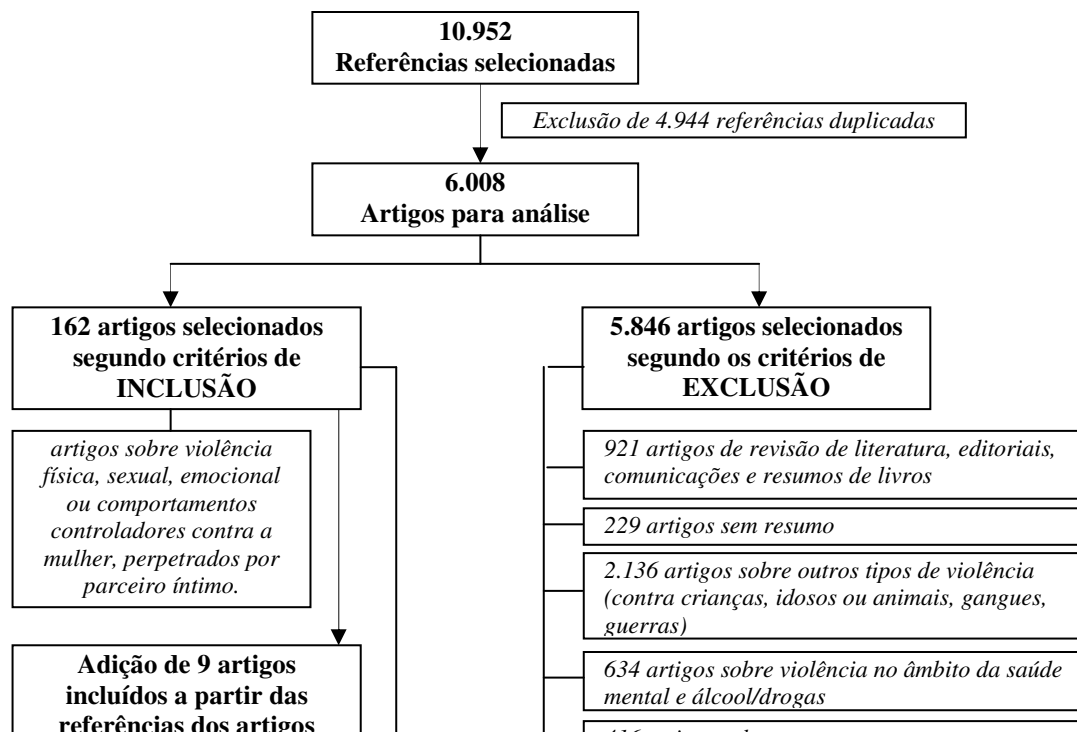 10.952
Referências selecionadas
Exclusão de 4.944 referências duplicadas
6.008
Artigos para análise
162 artigos selecionados
segundo critérios de
INCLUSÃO
artigos sobre violência
física, sexual, emocional
ou comportamentos
controladores contra a
mulher, perpetrados por
parceiro íntimo.
Adição de 9 artigos
incluídos a partir das
referências dos artigos
5.846 artigos selecionados
segundo os critérios de
EXCLUSÃO
921 artigos de revisão de literatura, editoriais,
comunicações e resumos de livros
229 artigos sem resumo
2.136 artigos sobre outros tipos de violência
(contra crianças, idosos ou animais, gangues,
guerras)
634 artigos sobre violência no âmbito da saúde
mental e álcool/drogas